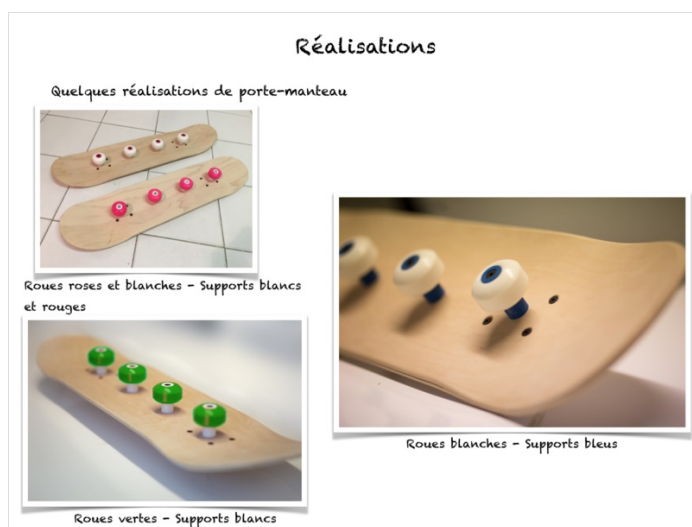 Réalisations
Quelques réalisations de porte-manteau
Roues roses et blanches - Supports blancs
et rouges
Roues blanches - Supports bleus
Roues vertes - Supports blancs